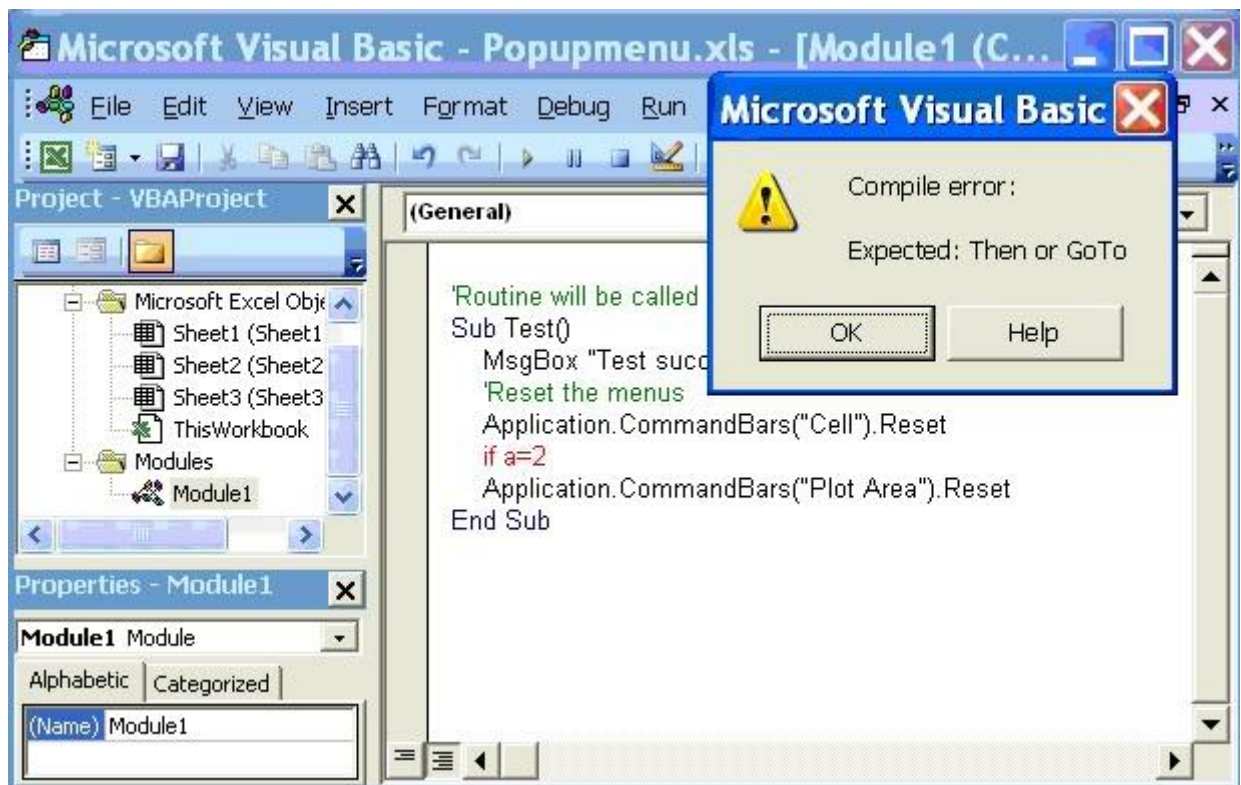 Microsoft Visual Basic - Popupmenu.xls - [Module1 (C...
File Edit View Insert Format Debug Run
Microsoft Visual Basic
Compile error:
Expected: Then or GoTo
OK Help
Project - VBAProject
Microsoft Excel Obje
Sheet1 (Sheet1
Sheet2 (Sheet2
Sheet3 (Sheet3
ThisWorkbook
Modules
Module1
Properties - Module1
Module1 Module
Alphabetic Categorized
(Name) Module1
(General)
'Routine will be called
Sub Test()
MsgBox "Test succ
'Reset the menus
Application.CommandBars("Cell").Reset
if a=2
Application.CommandBars("Plot Area").Reset
End Sub